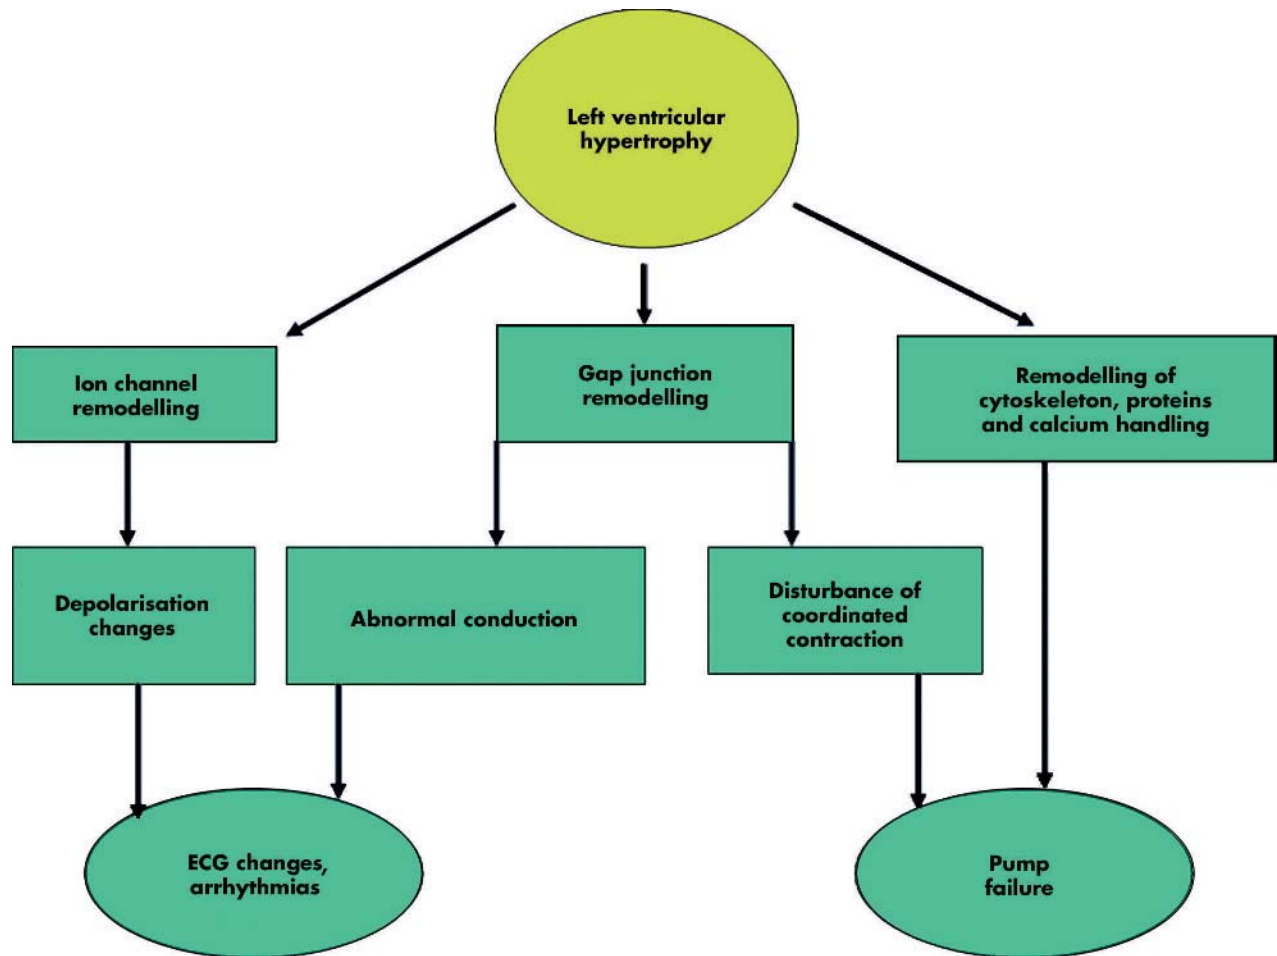 Left ventricular
hypertrophy
Ion channel
remodelling
Gap junction
remodelling
Remodelling of
cytoskeleton, proteins
and calcium handling
Depolarisation
changes
Abnormal conduction
Disturbance of
coordinated
contraction
ECG changes,
arrhythmias
Pump
failure